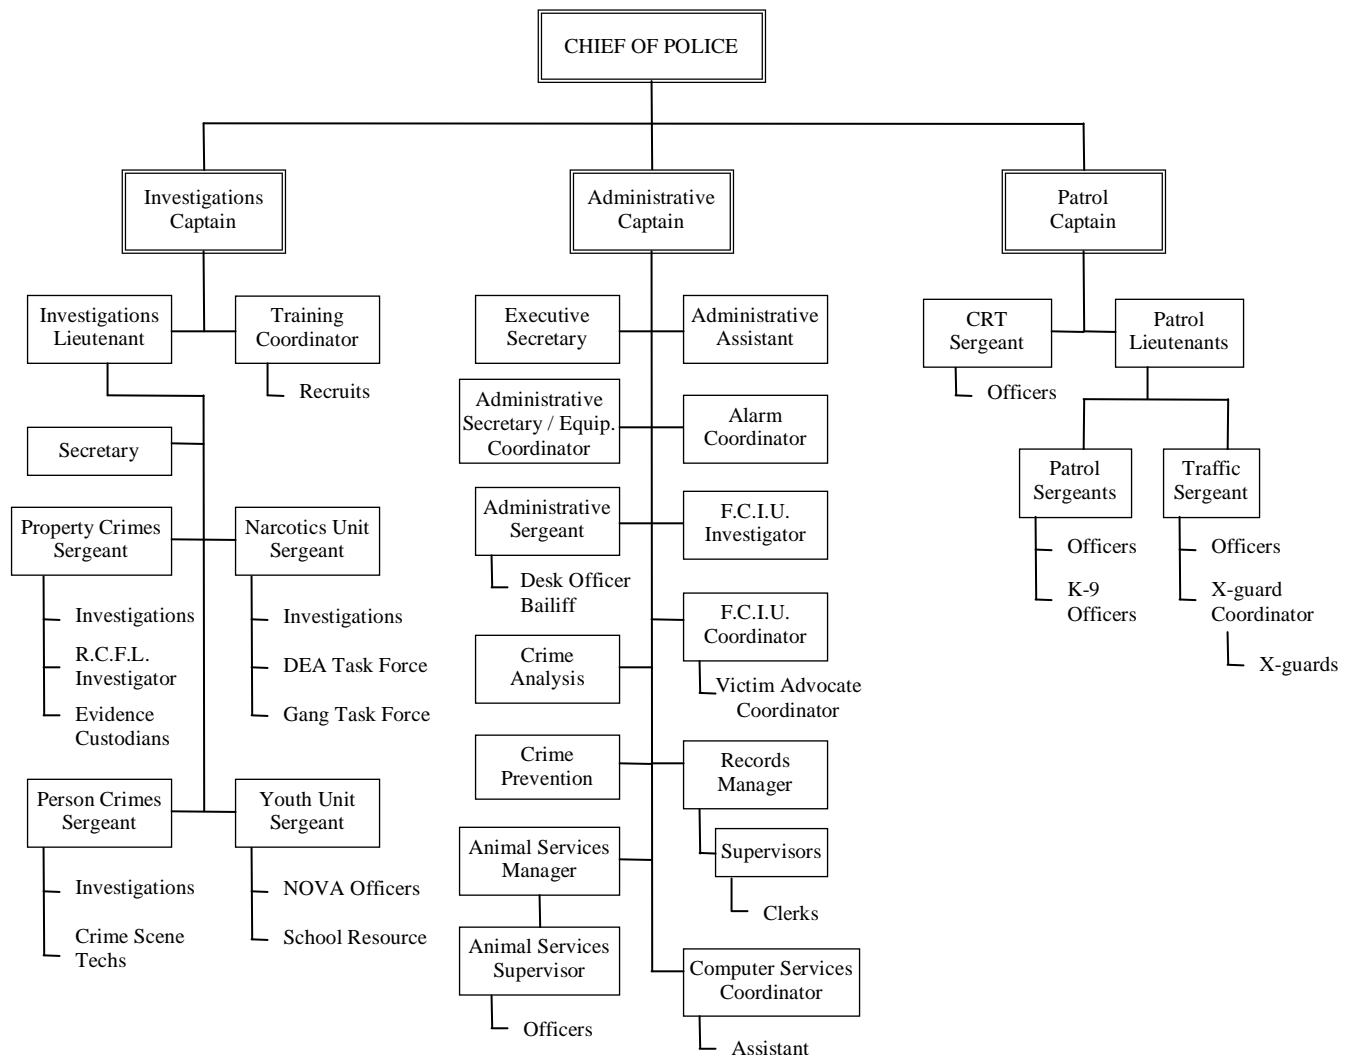 CHIEF OF POLICE
Investigations
Captain
Administrative
Captain
Patrol
Captain
Investigations
Lieutenant
Training
Coordinator
Recruits
Secretary
Property Crimes
Sergeant
Investigations
R.C.F.L.
Investigator
Evidence
Custodians
Narcotics Unit
Sergeant
Investigations
DEA Task Force
Gang Task Force
Person Crimes
Sergeant
Investigations
Crime Scene
Techs
Youth Unit
Sergeant
NOVA Officers
School Resource
Executive
Secretary
Administrative
Assistant
Administrative
Secretary / Equip.
Coordinator
Alarm
Coordinator
Administrative
Sergeant
Desk Officer
Bailiff
F.C.I.U.
Investigator
F.C.I.U.
Coordinator
Victim Advocate
Coordinator
Crime
Analysis
Crime
Prevention
Records
Manager
Supervisors
Clerks
Animal Services
Manager
Animal Services
Supervisor
Officers
Computer Services
Coordinator
Assistant
CRT
Sergeant
Officers
Patrol
Lieutenants
Patrol
Sergeants
Officers
K-9
Officers
Traffic
Sergeant
Officers
X-guard
Coordinator
X-guards